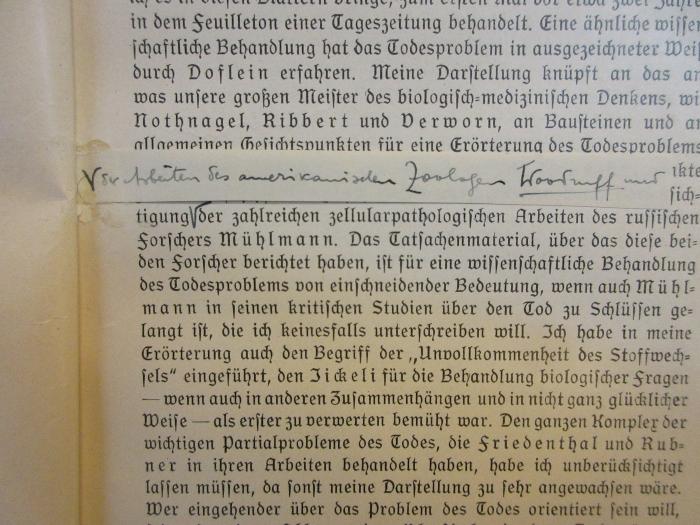 in dem Feuilleton einer Tageszeitung behandelt. Eine ähnliche wissen
schaftliche Behandlung hat das Todesproblem in ausgezeichneter Weis
durch Doflein erfahren. Meine Darstellung knüpft an das an
was unsere großen Meister des biologisch-medizinischen Denkens, wi
Nothnagel, Ribbert und Verworn, an Bausteinen und an
allgemeinen Gesichtspunkten für eine Erörterung des Todesproblems
der Arbeiten des amerikanischen Zoologen Woodruff und
ikte
sich-
tigung der zahlreichen zellularpathologischen Arbeiten des russischen
Forschers Mühlmann. Das Tatsachenmaterial, über das diese bei-
den Forscher berichtet haben, ist für eine wissenschaftliche Behandlung
des Todesproblems von einschneidender Bedeutung, wenn auch Mühl-
mann in seinen kritischen Studien über den Tod zu Schlüssen ge-
langt ist, die ich keinesfalls unterschreiben will. Ich habe in meine
Erörterung auch den Begriff der „Unvollkommenheit des Stoffwech-
sels“ eingeführt, den Jickeli für die Behandlung biologischer Fragen
— wenn auch in anderen Zusammenhängen und in nicht ganz glücklicher
Weise — als erster zu verwerten bemüht war. Den ganzen Komplex der
wichtigen Partialprobleme des Todes, die Friedenthal und Rub-
ner in ihren Arbeiten behandelt haben, habe ich unberücksichtigt
lassen müssen, da sonst meine Darstellung zu sehr angewachsen wäre.
Wer eingehender über das Problem des Todes orientiert sein will,